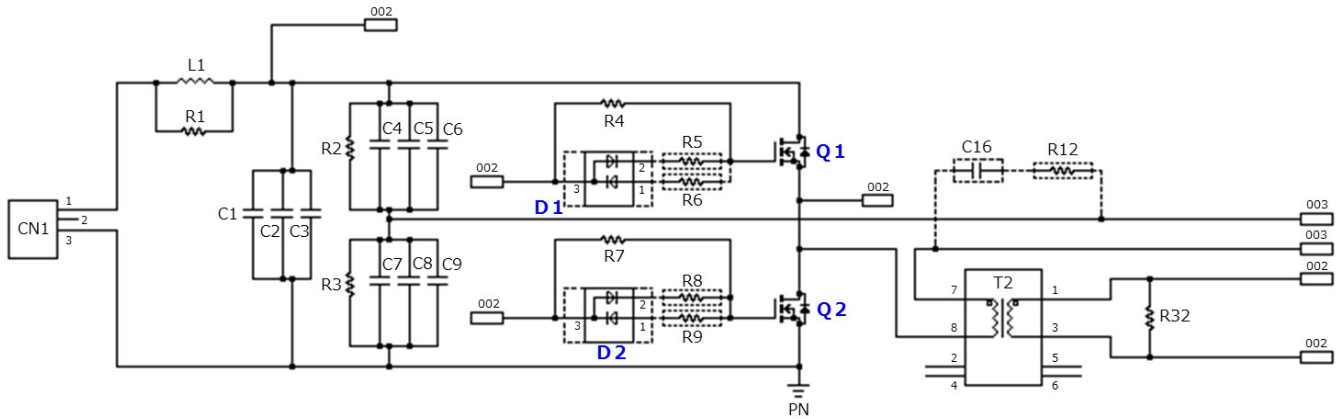 002
L1
R1
R4
C4 C5 C6
R2
R5
2
Q1
C16 R12
002
3 1
R6
002
D1
C1
C2 C3
1
CN1
2
3
003
R7
003
C7 C8 C9
R3
R8
T2
002
7 1
2
Q2
002
3 1
R9
R32
8 3
D2
002
2 5
4 6
PN